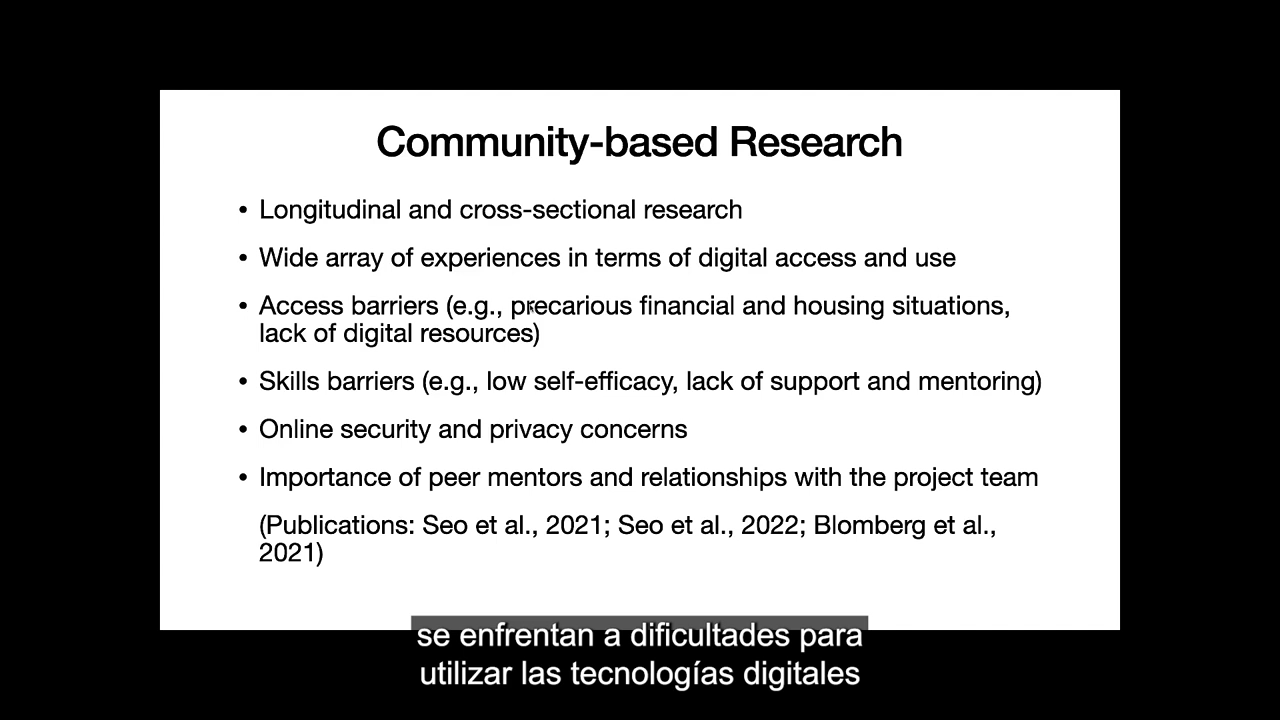 Community-based Research
• Longitudinal and cross-sectional research
• Wide array of experiences in terms of digital access and use
• Access barriers (e.g., precarious financial and housing situations,
lack of digital resources)
• Skills barriers (e.g., low self-efficacy, lack of support and mentoring)
• Online security and privacy concerns
• Importance of peer mentors and relationships with the project team
(Publications: Seo et al., 2021; Seo et al., 2022; Blomberg et al.,
2021)
se enfrentan a dificultades para
utilizar las tecnologías digitales